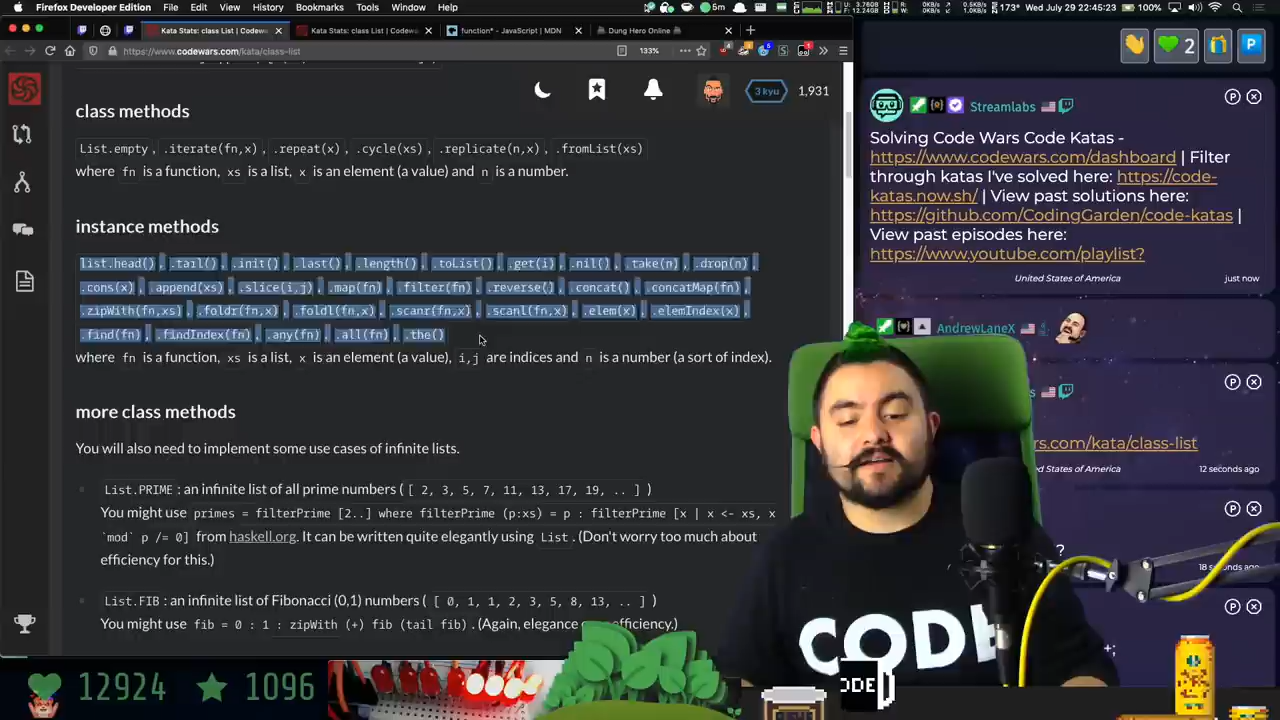 Firefox Developer Edition File Edit View History Bookmarks Tools Window Help
173° Wed July 29 22:45:23 100%
Kata Stats: class List | Codew
Kata Stats: class List | Codewa
function* - JavaScript | MDN
Dung Hero Online
https://www.codewars.com/kata/class-list
133%
3 kyu 1,931
class methods
List.empty, .iterate(fn,x), .repeat(x), .cycle(xs), .replicate(n,x), .fromList(xs)
where fn is a function, xs is a list, x is an element (a value) and n is a number.
instance methods
list.head(), .tail(), .init(), .last(), .length(), .toList(), .get(i), .nil(), .take(n), .drop(n),
.cons(x), .append(xs), .slice(i,j), .map(fn), .filter(fn), .reverse(), .concat(), .concatMap(fn),
.zipWith(fn,xs), .foldr(fn,x), .foldl(fn,x), .scanr(fn,x), .scanl(fn,x), .elem(x), .elemIndex(x),
.find(fn), .findIndex(fn), .any(fn), .all(fn), .the()
where fn is a function, xs is a list, x is an element (a value), i,j are indices and n is a number (a sort of index).
more class methods
You will also need to implement some use cases of infinite lists.
List.PRIME : an infinite list of all prime numbers ( [ 2, 3, 5, 7, 11, 13, 17, 19, .. ] )
You might use primes = filterPrime [2..] where filterPrime (p:xs) = p : filterPrime [x | x <- xs, x
`mod` p /= 0] from haskell.org. It can be written quite elegantly using List. (Don't worry too much about
efficiency for this.)
List.FIB : an infinite list of Fibonacci (0,1) numbers ( [ 0, 1, 1, 2, 3, 5, 8, 13, .. ] )
You might use fib = 0 : 1 : zipWith (+) fib (tail fib). (Again, elegance efficiency.)
2
Streamlabs
Solving Code Wars Code Katas -
https://www.codewars.com/dashboard | Filter
through katas I've solved here: https://code-
katas.now.sh/ | View past solutions here:
https://github.com/CodingGarden/code-katas |
View past episodes here:
https://www.youtube.com/playlist?
United States of America just now
AndrewLaneX
rs.com/kata/class-list
ed States of America 12 seconds ago
?
18 seconds ago
CODE
12924 1096